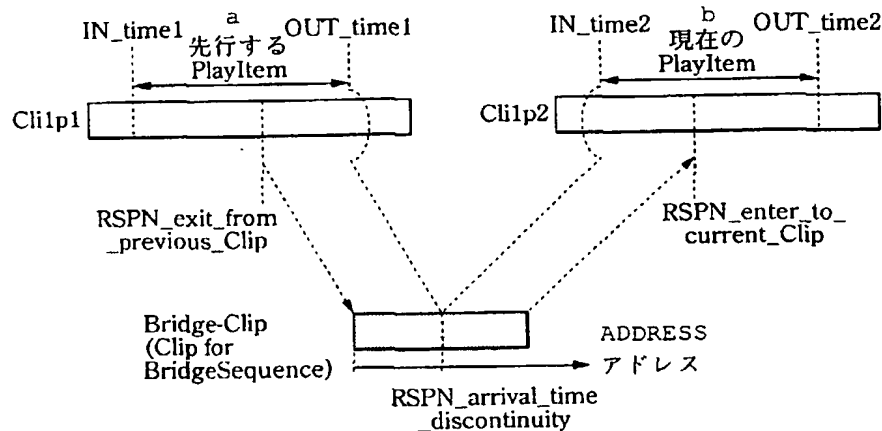 a
IN_time1
先行する
OUT_time1
PlayItem
b
IN_time2
現在の
OUT_time2
PlayItem
Cli1p1
Cli1p2
RSPN_exit_from
_previous_Clip
RSPN_enter_to_
current_Clip
Bridge-Clip
(Clip for
BridgeSequence)
ADDRESS
アドレス
RSPN_arrival_time
_discontinuity